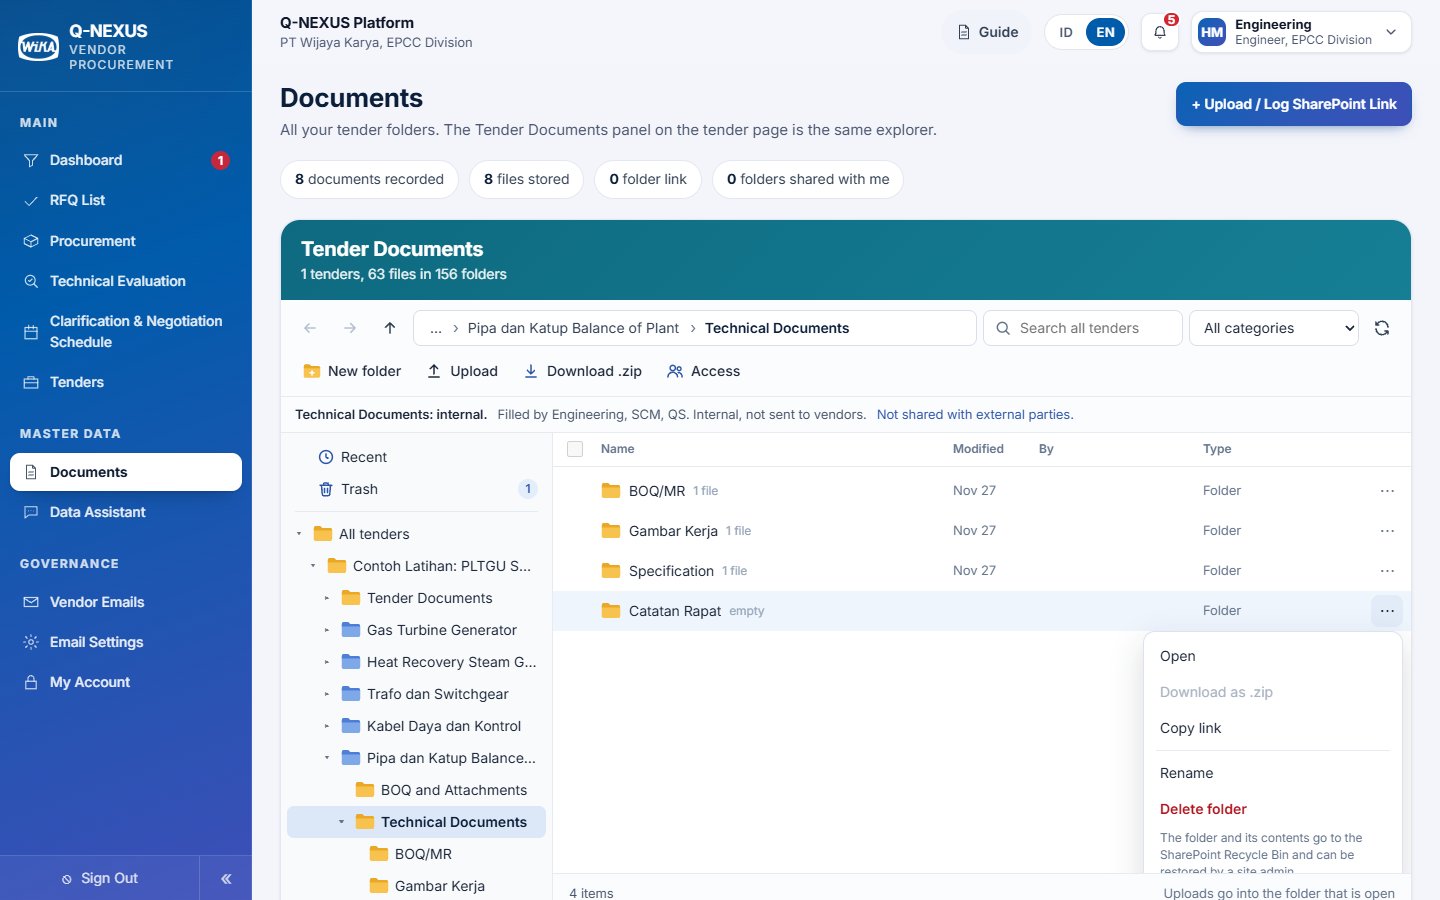 WIKA
Q-NEXUS
VENDOR
PROCUREMENT
MAIN
Dashboard 1
RFQ List
Procurement
Technical Evaluation
Clarification & Negotiation
Schedule
Tenders
MASTER DATA
Documents
Data Assistant
GOVERNANCE
Vendor Emails
Email Settings
My Account
Sign Out «
Q-NEXUS Platform
PT Wijaya Karya, EPCC Division
Guide
ID EN
5
HM
Engineering
Engineer, EPCC Division
Documents
All your tender folders. The Tender Documents panel on the tender page is the same explorer.
+ Upload / Log SharePoint Link
8 documents recorded
8 files stored
0 folder link
0 folders shared with me
Tender Documents
1 tenders, 63 files in 156 folders
... › Pipa dan Katup Balance of Plant › Technical Documents
Search all tenders
All categories
New folder
Upload
Download .zip
Access
Technical Documents: internal. Filled by Engineering, SCM, QS. Internal, not sent to vendors. Not shared with external parties.
Recent
Trash 1
All tenders
Contoh Latihan: PLTGU S...
Tender Documents
Gas Turbine Generator
Heat Recovery Steam G...
Trafo dan Switchgear
Kabel Daya dan Kontrol
Pipa dan Katup Balance...
BOQ and Attachments
Technical Documents
BOQ/MR
Gambar Kerja
Name Modified By Type
BOQ/MR 1 file Nov 27 Folder ...
Gambar Kerja 1 file Nov 27 Folder ...
Specification 1 file Nov 27 Folder ...
Catatan Rapat empty Folder ...
Open
Download as .zip
Copy link
Rename
Delete folder
The folder and its contents go to the
SharePoint Recycle Bin and can be
restored by a site admin.
4 items
Uploads go into the folder that is open